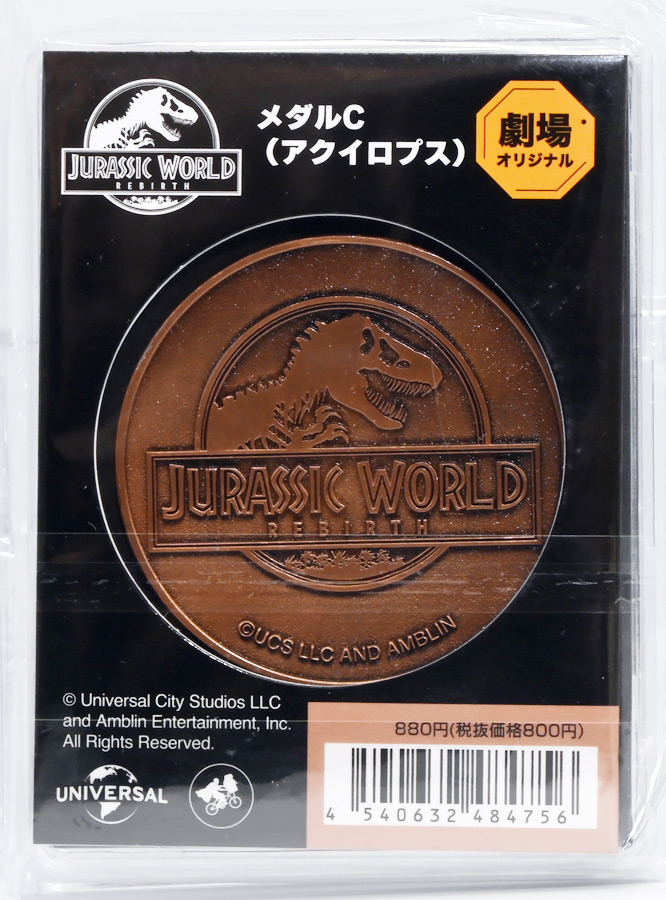 JURASSIC WORLD
REBIRTH
メダルC
（アクイロプス）
劇場
オリジナル
JURASSIC WORLD
REBIRTH
©UCS LLC AND AMBLIN
© Universal City Studios LLC
and Amblin Entertainment, Inc.
All Rights Reserved.
UNIVERSAL
880円(税抜価格800円)
4 540632 484756